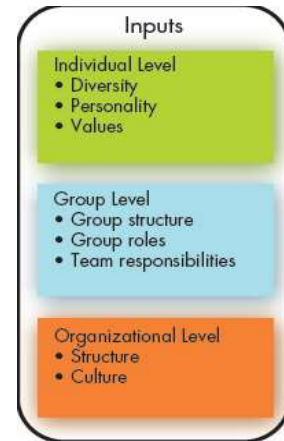 Inputs
Individual Level
• Diversity
• Personality
• Values
Group Level
• Group structure
• Group roles
• Team responsibilities
Organizational Level
• Structure
• Culture